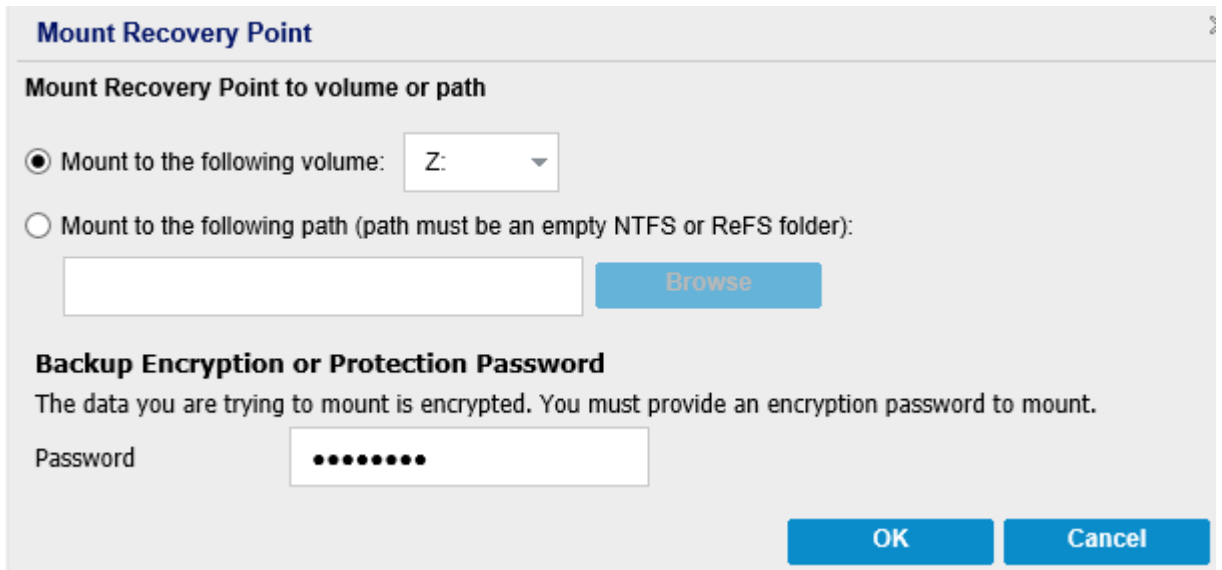 Mount Recovery Point
Mount Recovery Point to volume or path
Mount to the following volume: Z:
Mount to the following path (path must be an empty NTFS or ReFS folder):
Browse
Backup Encryption or Protection Password
The data you are trying to mount is encrypted. You must provide an encryption password to mount.
Password ••••••••
OK Cancel